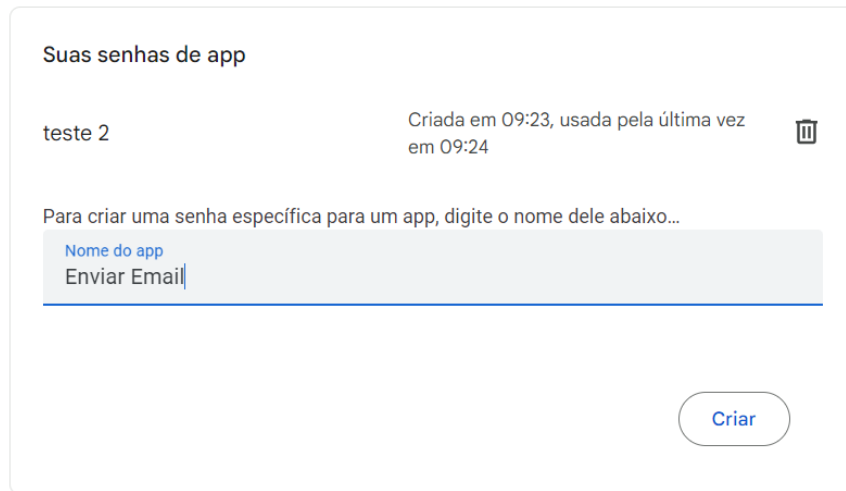 Suas senhas de app
teste 2
Criada em 09:23, usada pela última vez
em 09:24
Para criar uma senha específica para um app, digite o nome dele abaixo...
Nome do app
Enviar Email
Criar